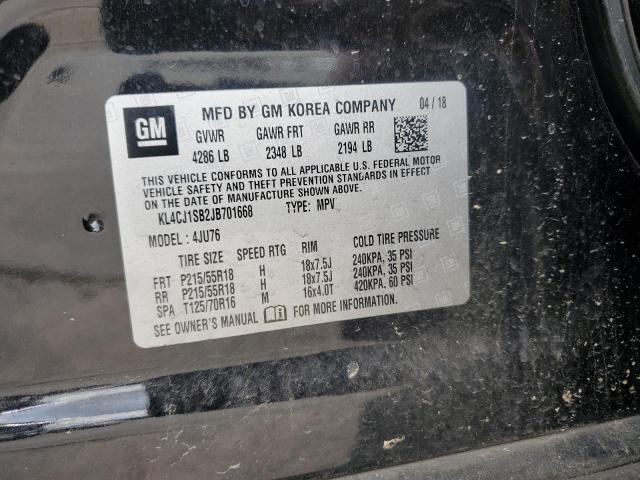 GM
MFD BY GM KOREA COMPANY 04/18
GVWR GAWR FRT GAWR RR
4286 LB 2348 LB 2194 LB
THIS VEHICLE CONFORMS TO ALL APPLICABLE U.S. FEDERAL MOTOR
VEHICLE SAFETY AND THEFT PREVENTION STANDARDS IN EFFECT
ON THE DATE OF MANUFACTURE SHOWN ABOVE.
KL4CJ1SB2JB701668 TYPE: MPV
MODEL: 4JU76
TIRE SIZE SPEED RTG RIM COLD TIRE PRESSURE
FRT P215/55R18 H 18x7.5J 240KPA, 35 PSI
RR P215/55R18 H 18x7.5J 240KPA, 35 PSI
SPA T125/70R16 M 16x4.0T 420KPA, 60 PSI
SEE OWNER'S MANUAL FOR MORE INFORMATION